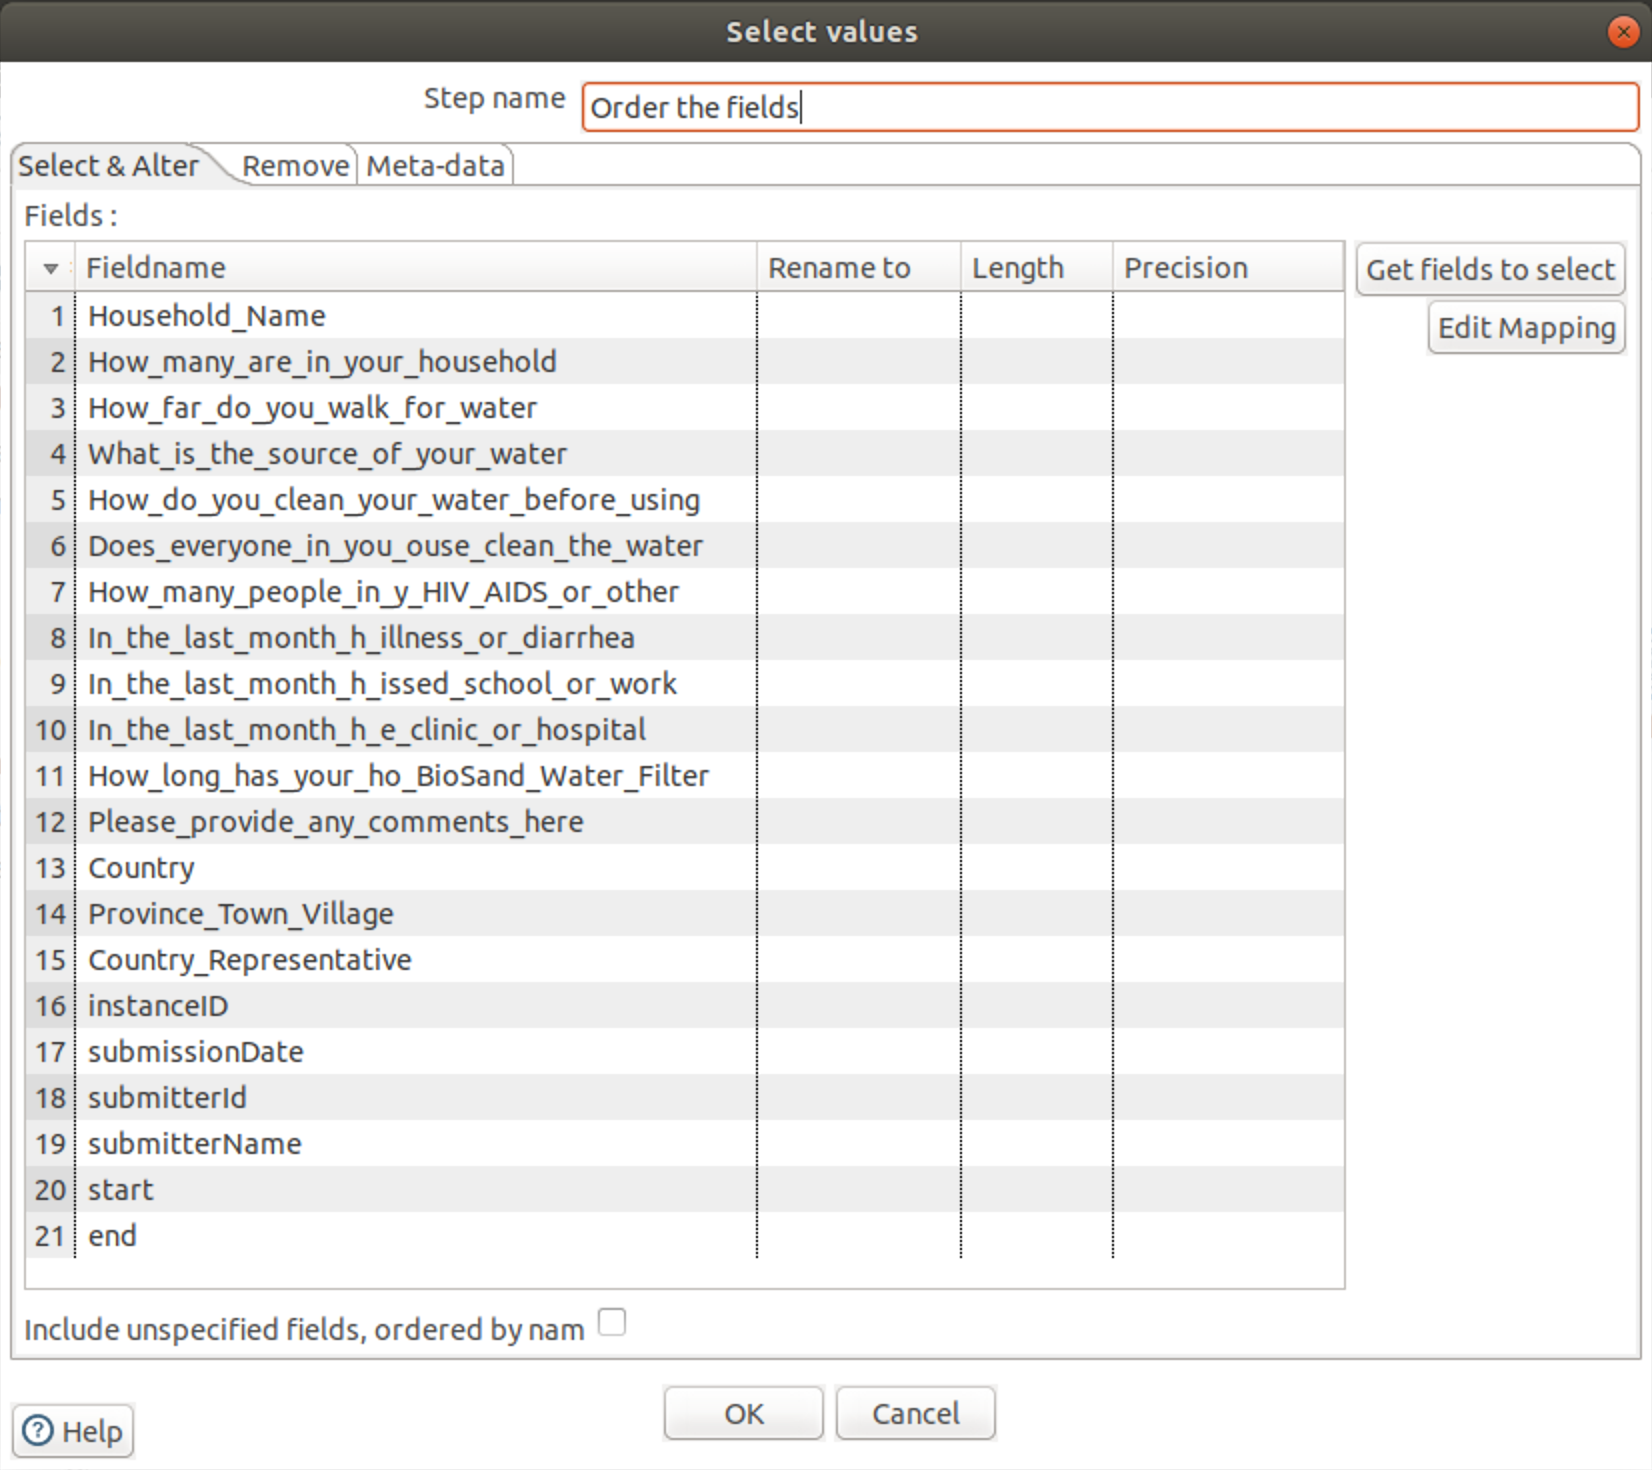 Select values
Step name Order the fields
Select & Alter Remove Meta-data
Fields :
Fieldname Rename to Length Precision
Get fields to select
Edit Mapping
1 Household_Name
2 How_many_are_in_your_household
3 How_far_do_you_walk_for_water
4 What_is_the_source_of_your_water
5 How_do_you_clean_your_water_before_using
6 Does_everyone_in_you_ouse_clean_the_water
7 How_many_people_in_y_HIV_AIDS_or_other
8 In_the_last_month_h_illness_or_diarrhea
9 In_the_last_month_h_issed_school_or_work
10 In_the_last_month_h_e_clinic_or_hospital
11 How_long_has_your_ho_BioSand_Water_Filter
12 Please_provide_any_comments_here
13 Country
14 Province_Town_Village
15 Country_Representative
16 instanceID
17 submissionDate
18 submitterId
19 submitterName
20 start
21 end
Include unspecified fields, ordered by nam
OK Cancel
? Help